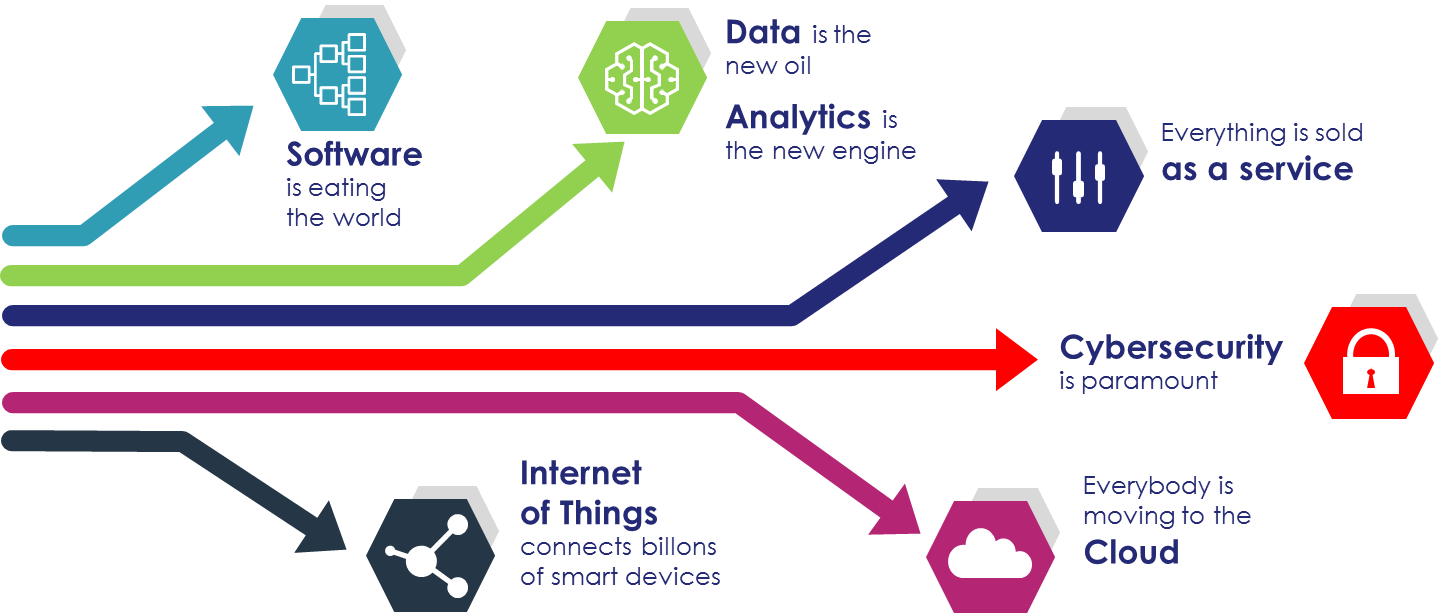 Software
is eating
the world
Data is the
new oil
Analytics is
the new engine
Everything is sold
as a service
Cybersecurity
is paramount
Internet
of Things
connects billons
of smart devices
Everybody is
moving to the
Cloud